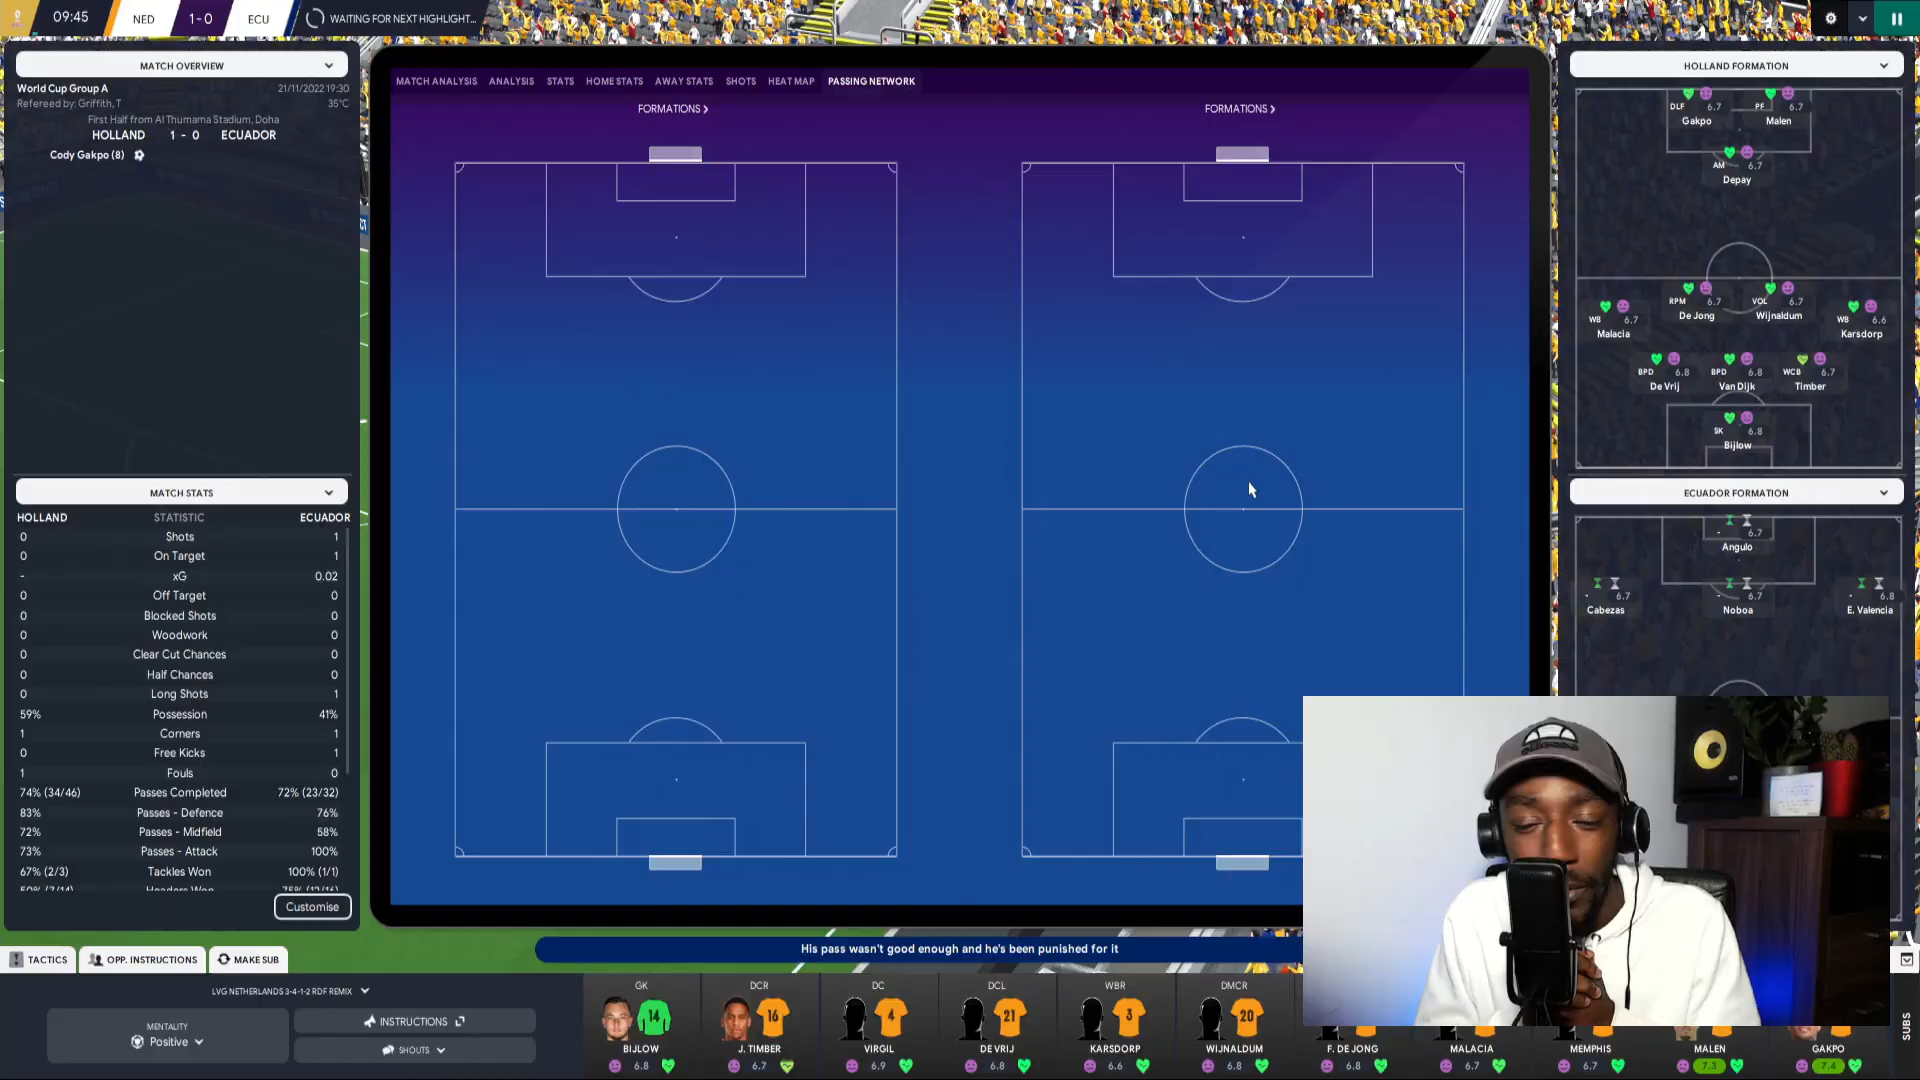 09:45 NED 1-0 ECU WAITING FOR NEXT HIGHLIGHT...
MATCH OVERVIEW
World Cup Group A 21/11/2022 19:30
Refereed by: Griffith, T 35°C
First Half from Al Thumama Stadium, Doha
HOLLAND 1 - 0 ECUADOR
Cody Gakpo (8)
MATCH STATS
HOLLAND STATISTIC ECUADOR
0 Shots 1
0 On Target 1
- xG 0.02
0 Off Target 0
0 Blocked Shots 0
0 Woodwork 0
0 Clear Cut Chances 0
0 Half Chances 0
0 Long Shots 1
59% Possession 41%
1 Corners 1
0 Free Kicks 1
1 Fouls 0
74% (34/46) Passes Completed 72% (23/32)
83% Passes - Defence 76%
72% Passes - Midfield 58%
73% Passes - Attack 100%
67% (2/3) Tackles Won 100% (1/1)
50% (7/14) Headers Won 75% (12/16)
Customise
MATCH ANALYSIS ANALYSIS STATS HOME STATS AWAY STATS SHOTS HEAT MAP PASSING NETWORK
FORMATIONS FORMATIONS
His pass wasn't good enough and he's been punished for it
HOLLAND FORMATION
DLF 6.7 PF 6.7
Gakpo Malen
AM 6.7
Depay
RPM 6.7 VOL 6.7
De Jong Wijnaldum
WB 6.7 WB 6.6
Malacia Karsdorp
BPD 6.8 BPD 6.8 WCB 6.7
De Vrij Van Dijk Timber
SK 6.8
Bijlow
ECUADOR FORMATION
- 6.7
Angulo
- 6.7 - 6.7 - 6.8
Cabezas Noboa E. Valencia
TACTICS OPP. INSTRUCTIONS MAKE SUB
LVG NETHERLANDS 3-4-1-2 RDF REMIX
MENTALITY
Positive
INSTRUCTIONS
SHOUTS
GK DCR DC DCL WBR DMCR
14 16 4 21 3 20
BIJLOW J. TIMBER VIRGIL DE VRIJ KARSDORP WIJNALDUM F. DE JONG MALACIA MEMPHIS MALEN GAKPO
6.8 6.7 6.9 6.8 6.6 6.8 6.8 6.7 6.7 7.3 7.4
SUBS